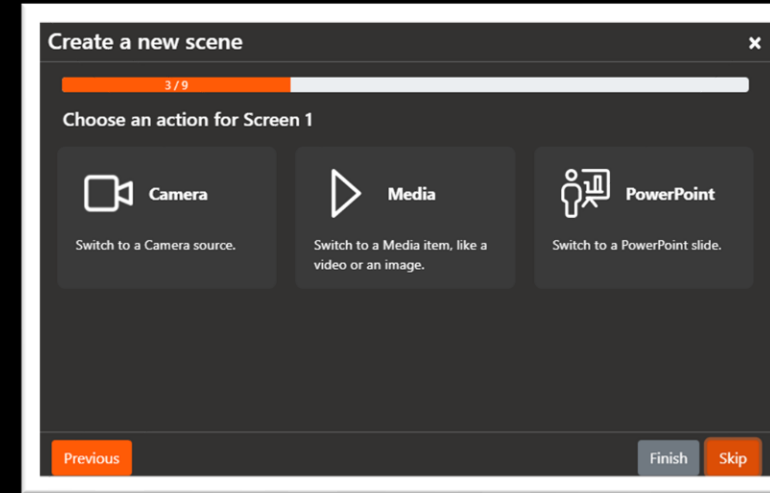 Create a new scene
3 / 9
Choose an action for Screen 1
Camera
Switch to a Camera source.
Media
Switch to a Media item, like a
video or an image.
PowerPoint
Switch to a PowerPoint slide.
Previous
Finish
Skip